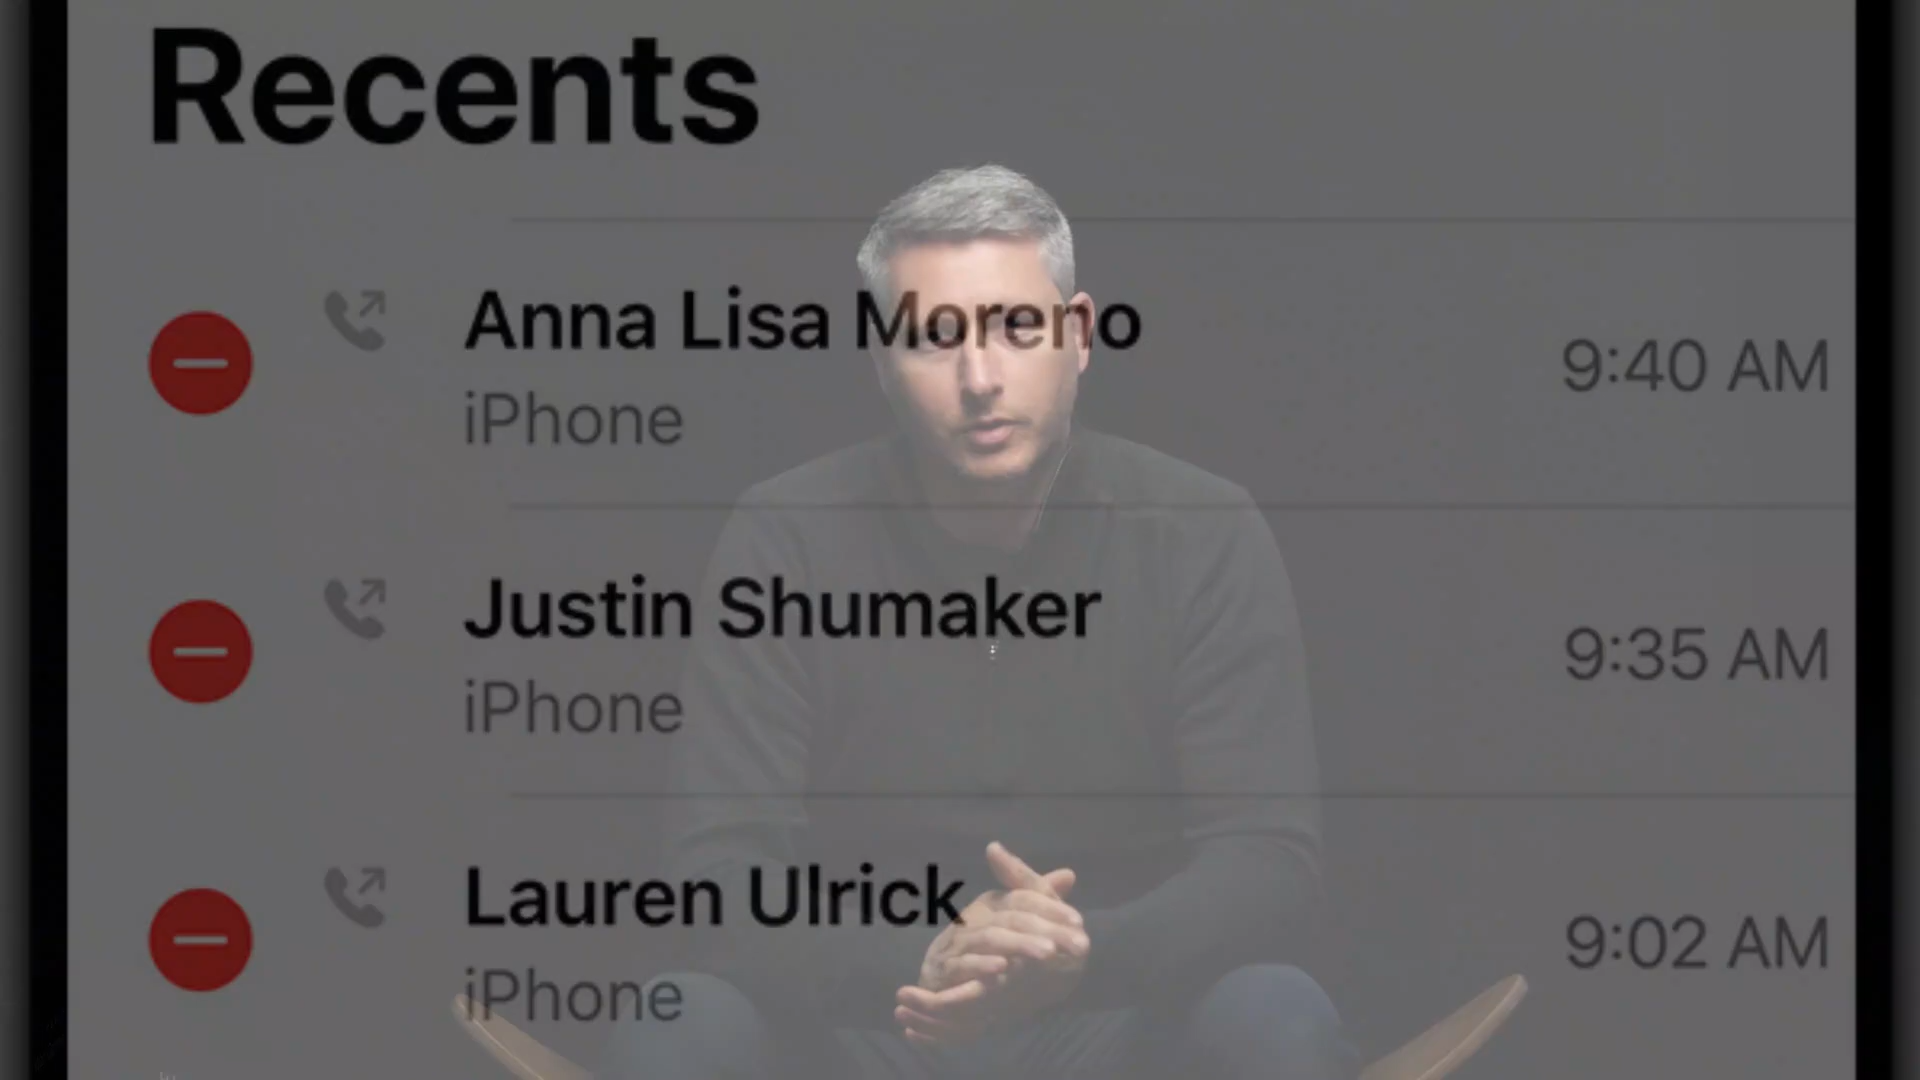 Recents
Anna Lisa Moreno
iPhone
9:40 AM
Justin Shumaker
iPhone
9:35 AM
Lauren Ulrick
iPhone
9:02 AM